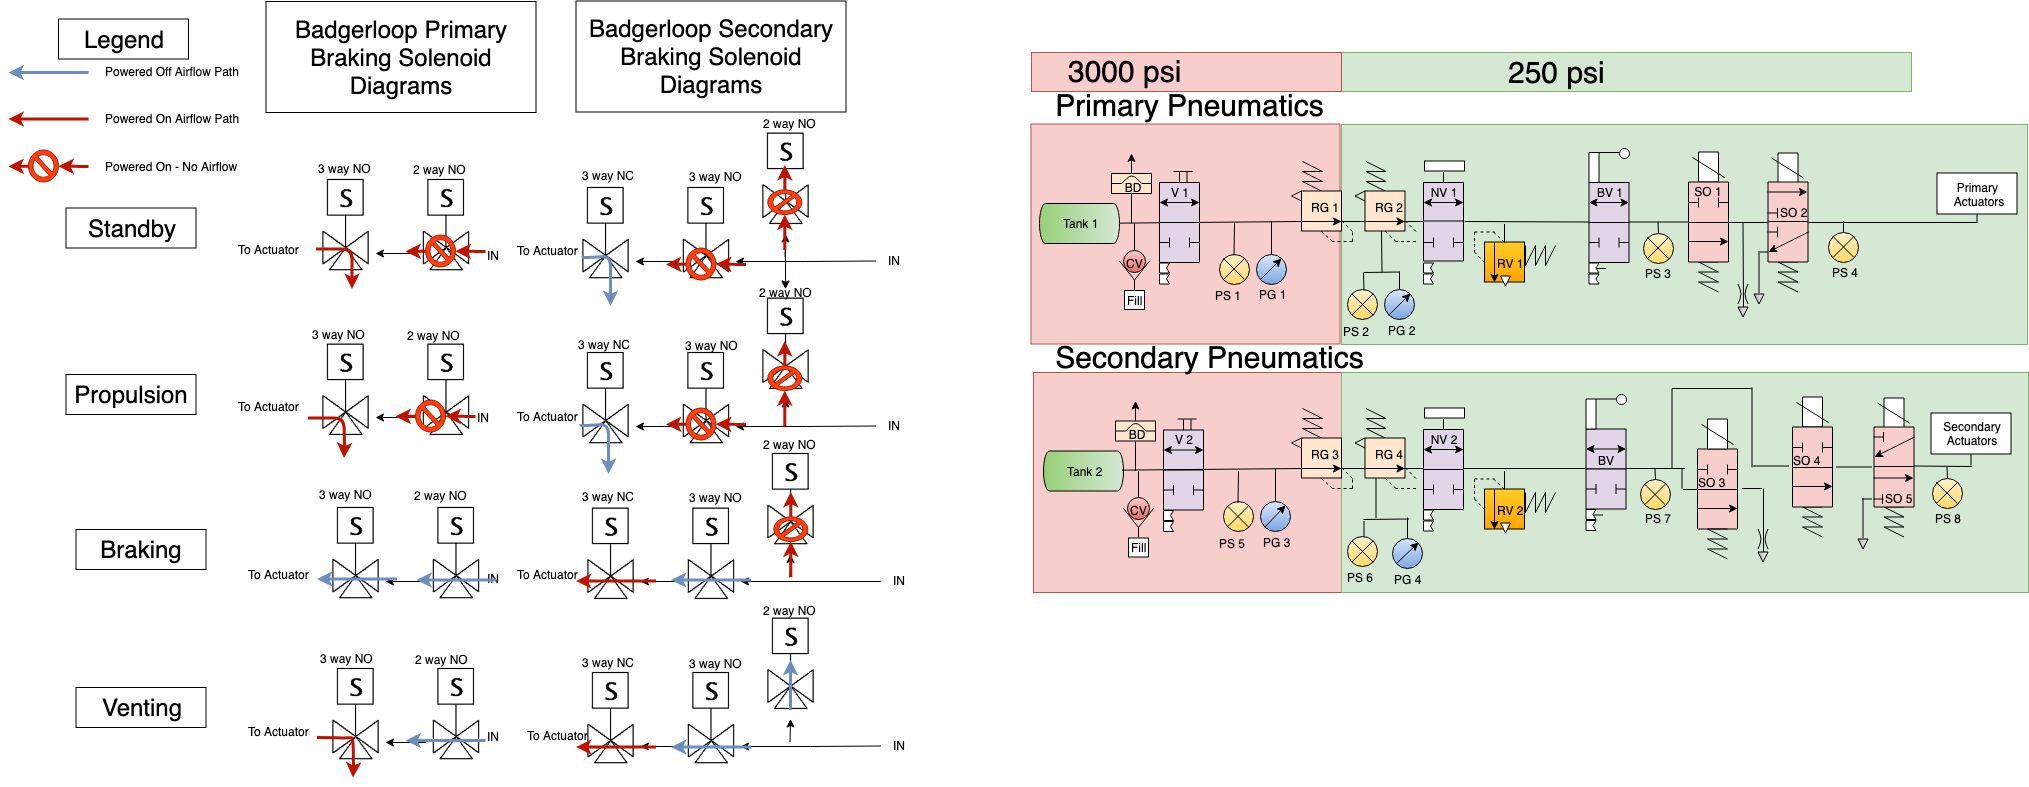 Legend
Powered Off Airflow Path
Powered On Airflow Path
Powered On - No Airflow
Badgerloop Primary
Braking Solenoid
Diagrams
Badgerloop Secondary
Braking Solenoid
Diagrams
Standby
3 way NO
S
2 way NO
S
To Actuator
IN
3 way NC
S
3 way NO
S
2 way NO
S
To Actuator
IN
Propulsion
3 way NO
S
2 way NO
S
To Actuator
IN
3 way NC
S
3 way NO
S
2 way NO
S
To Actuator
IN
Braking
3 way NO
S
2 way NO
S
To Actuator
IN
3 way NC
S
3 way NO
S
2 way NO
S
To Actuator
IN
Venting
3 way NO
S
2 way NO
S
To Actuator
IN
3 way NC
S
3 way NO
S
2 way NO
S
To Actuator
IN
3000 psi
250 psi
Primary Pneumatics
Tank 1
BD
CV
Fill
V 1
PS 1
PG 1
RG 1
RG 2
PS 2
PG 2
NV 1
RV 1
BV 1
PS 3
SO 1
SO 2
PS 4
Primary
Actuators
Secondary Pneumatics
Tank 2
BD
CV
Fill
V 2
PS 5
PG 3
RG 3
RG 4
PS 6
PG 4
NV 2
RV 2
BV
PS 7
SO 3
SO 4
SO 5
PS 8
Secondary
Actuators